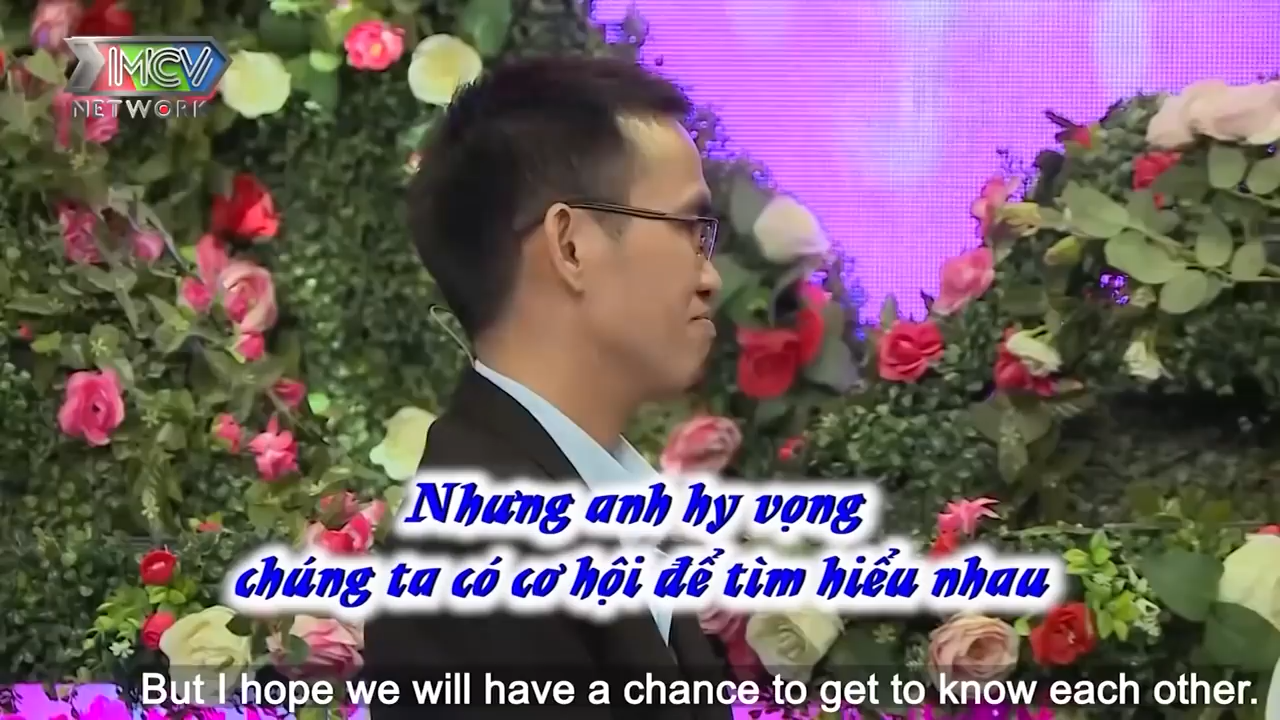 MCV
NETWORK
Nhưng anh hy vọng
chúng ta có cơ hội để tìm hiểu nhau
But I hope we will have a chance to get to know each other.